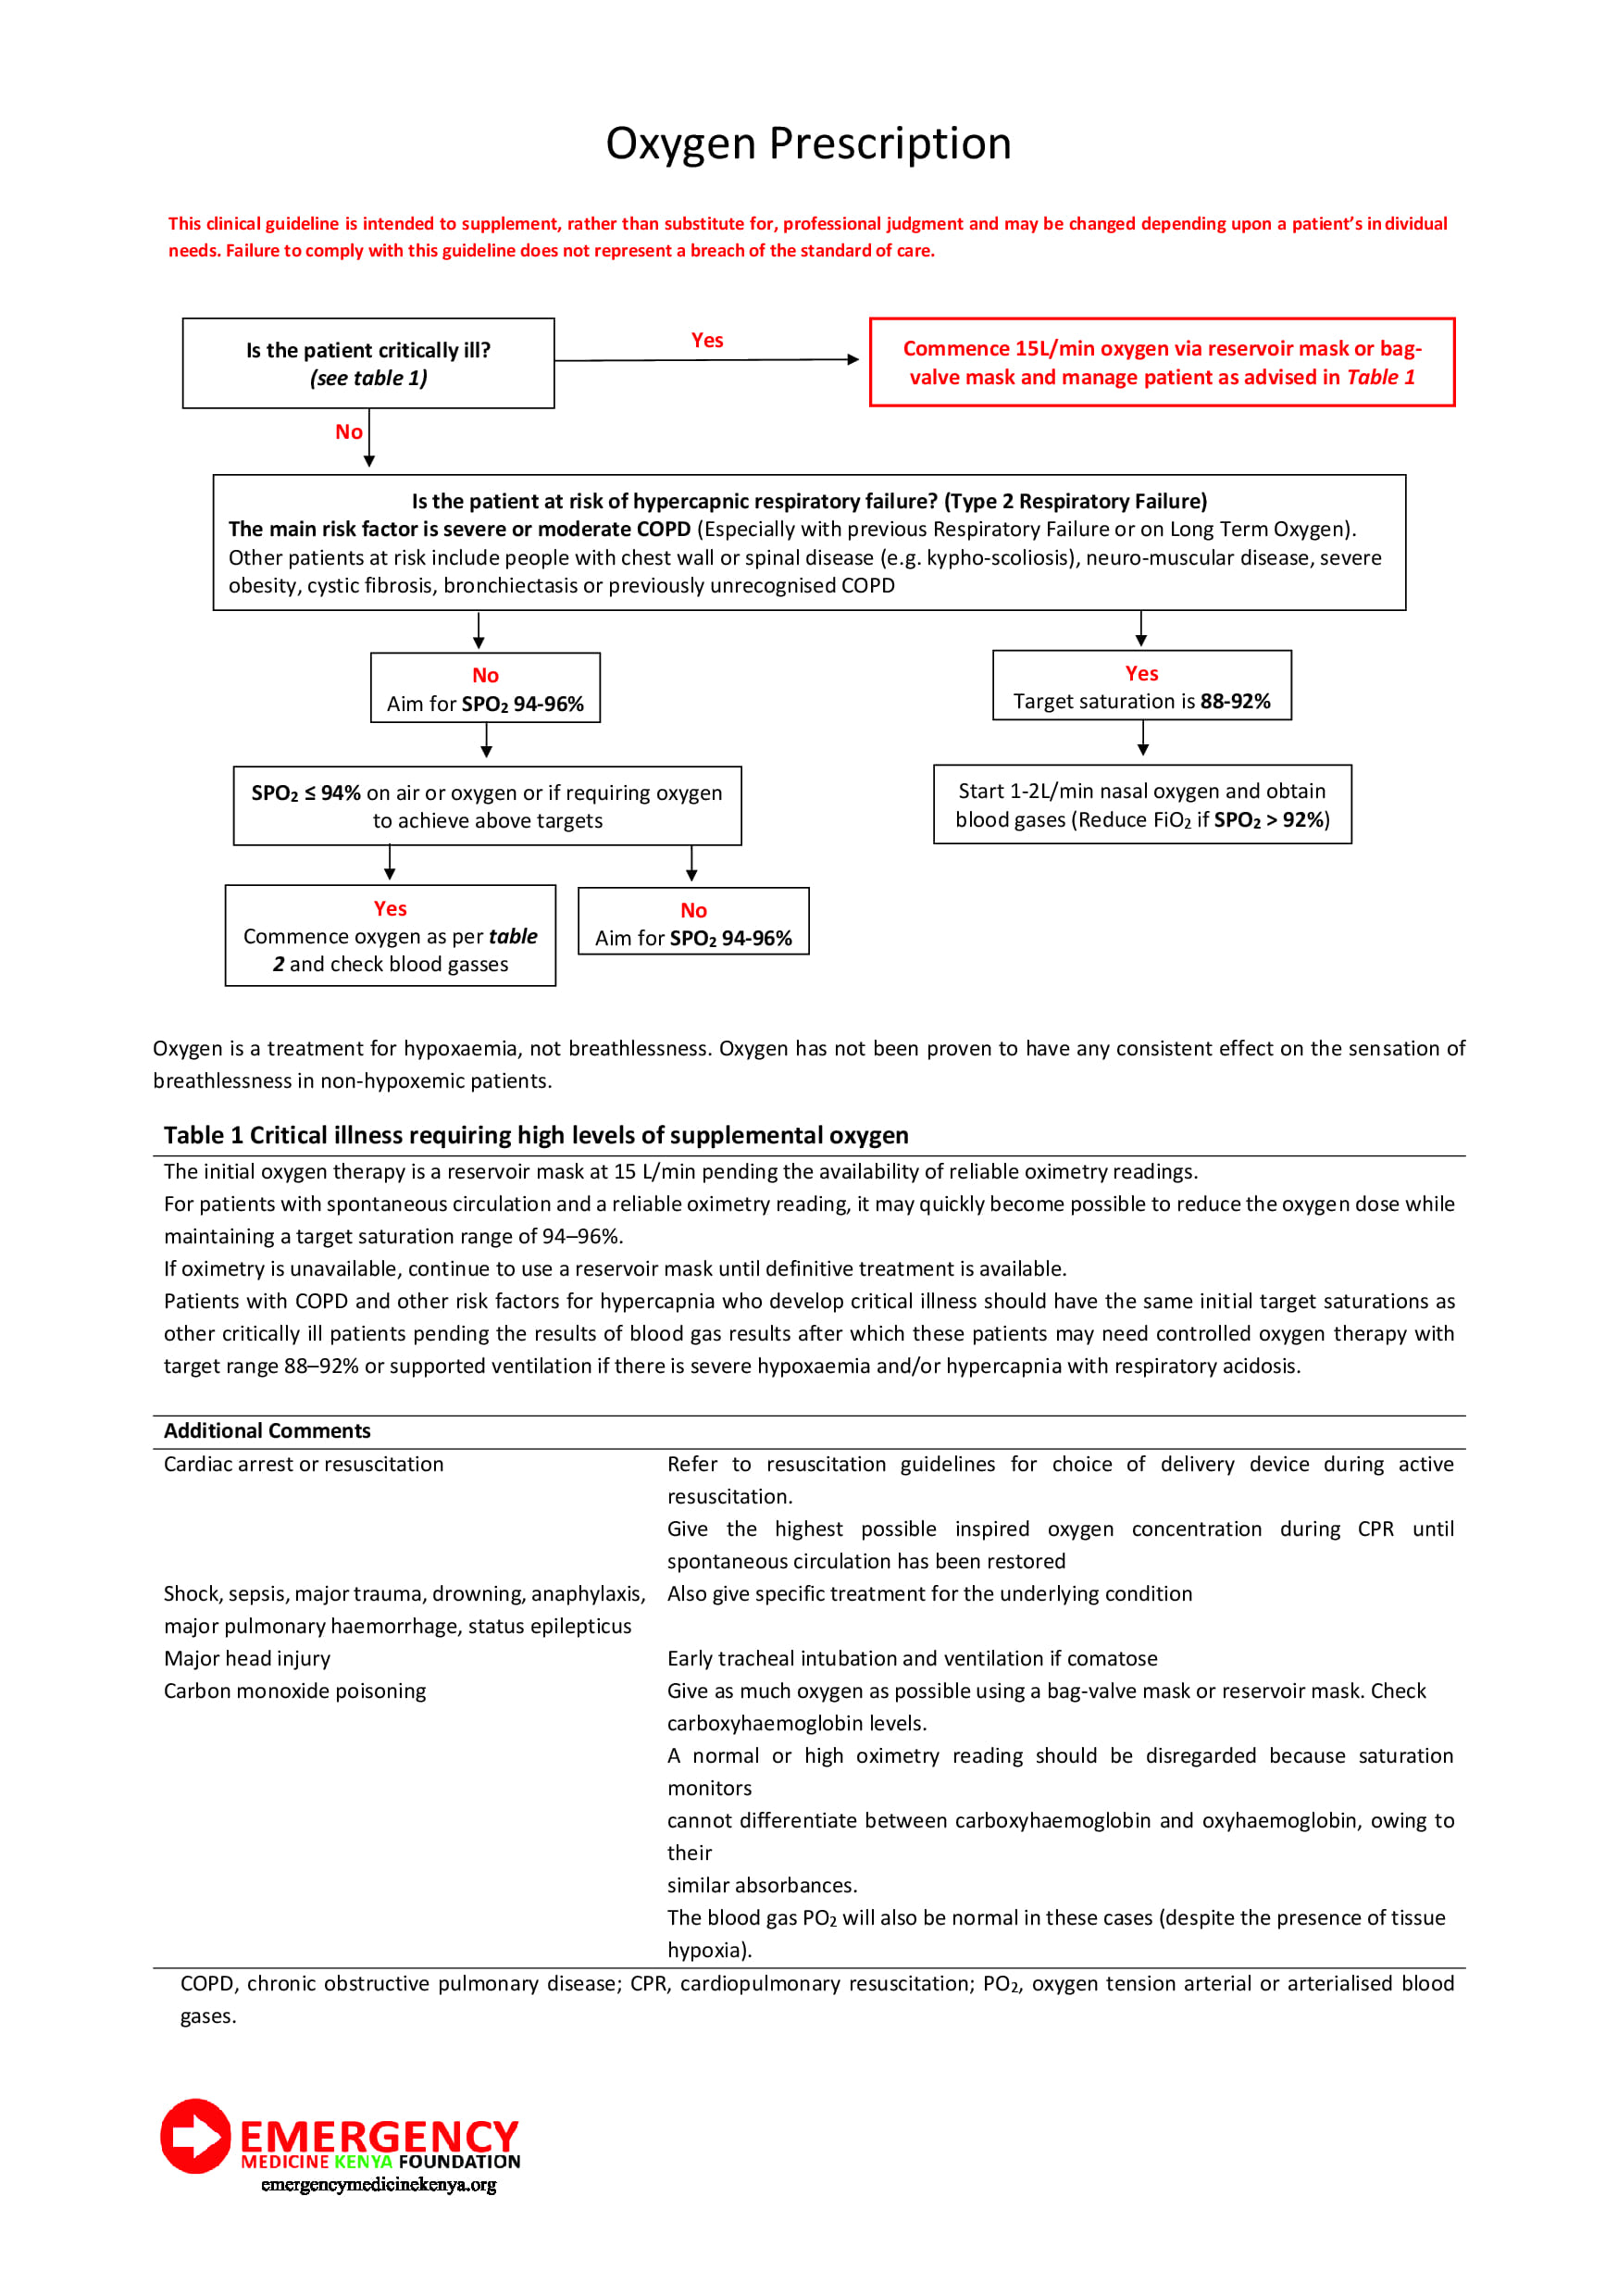 Oxygen Prescription
This clinical guideline is intended to supplement, rather than substitute for, professional judgment and may be changed depending upon a patient's individual
needs. Failure to comply with this guideline does not represent a breach of the standard of care.
Is the patient critically ill?
(see table 1)
Yes
Commence 15L/min oxygen via reservoir mask or bag-
valve mask and manage patient as advised in Table 1
No
Is the patient at risk of hypercapnic respiratory failure? (Type 2 Respiratory Failure)
The main risk factor is severe or moderate COPD (Especially with previous Respiratory Failure or on Long Term Oxygen).
Other patients at risk include people with chest wall or spinal disease (e.g. kypho-scoliosis), neuro-muscular disease, severe
obesity, cystic fibrosis, bronchiectasis or previously unrecognised COPD
No
Aim for SPO₂ 94-96%
Yes
Target saturation is 88-92%
SPO₂ ≤ 94% on air or oxygen or if requiring oxygen
to achieve above targets
Start 1-2L/min nasal oxygen and obtain
blood gases (Reduce FiO₂ if SPO₂ > 92%)
Yes
Commence oxygen as per table
2 and check blood gasses
No
Aim for SPO₂ 94-96%
Oxygen is a treatment for hypoxaemia, not breathlessness. Oxygen has not been proven to have any consistent effect on the sensation of
breathlessness in non-hypoxemic patients.
Table 1 Critical illness requiring high levels of supplemental oxygen
The initial oxygen therapy is a reservoir mask at 15 L/min pending the availability of reliable oximetry readings.
For patients with spontaneous circulation and a reliable oximetry reading, it may quickly become possible to reduce the oxygen dose while
maintaining a target saturation range of 94–96%.
If oximetry is unavailable, continue to use a reservoir mask until definitive treatment is available.
Patients with COPD and other risk factors for hypercapnia who develop critical illness should have the same initial target saturations as
other critically ill patients pending the results of blood gas results after which these patients may need controlled oxygen therapy with
target range 88–92% or supported ventilation if there is severe hypoxaemia and/or hypercapnia with respiratory acidosis.
Additional Comments
Cardiac arrest or resuscitation
Refer to resuscitation guidelines for choice of delivery device during active
resuscitation.
Give the highest possible inspired oxygen concentration during CPR until
spontaneous circulation has been restored
Shock, sepsis, major trauma, drowning, anaphylaxis,
major pulmonary haemorrhage, status epilepticus
Also give specific treatment for the underlying condition
Major head injury
Early tracheal intubation and ventilation if comatose
Carbon monoxide poisoning
Give as much oxygen as possible using a bag-valve mask or reservoir mask. Check
carboxyhaemoglobin levels.
A normal or high oximetry reading should be disregarded because saturation
monitors
cannot differentiate between carboxyhaemoglobin and oxyhaemoglobin, owing to
their
similar absorbances.
The blood gas PO₂ will also be normal in these cases (despite the presence of tissue
hypoxia).
COPD, chronic obstructive pulmonary disease; CPR, cardiopulmonary resuscitation; PO₂, oxygen tension arterial or arterialised blood
gases.
EMERGENCY
MEDICINE KENYA FOUNDATION
emergencymedicinekenya.org